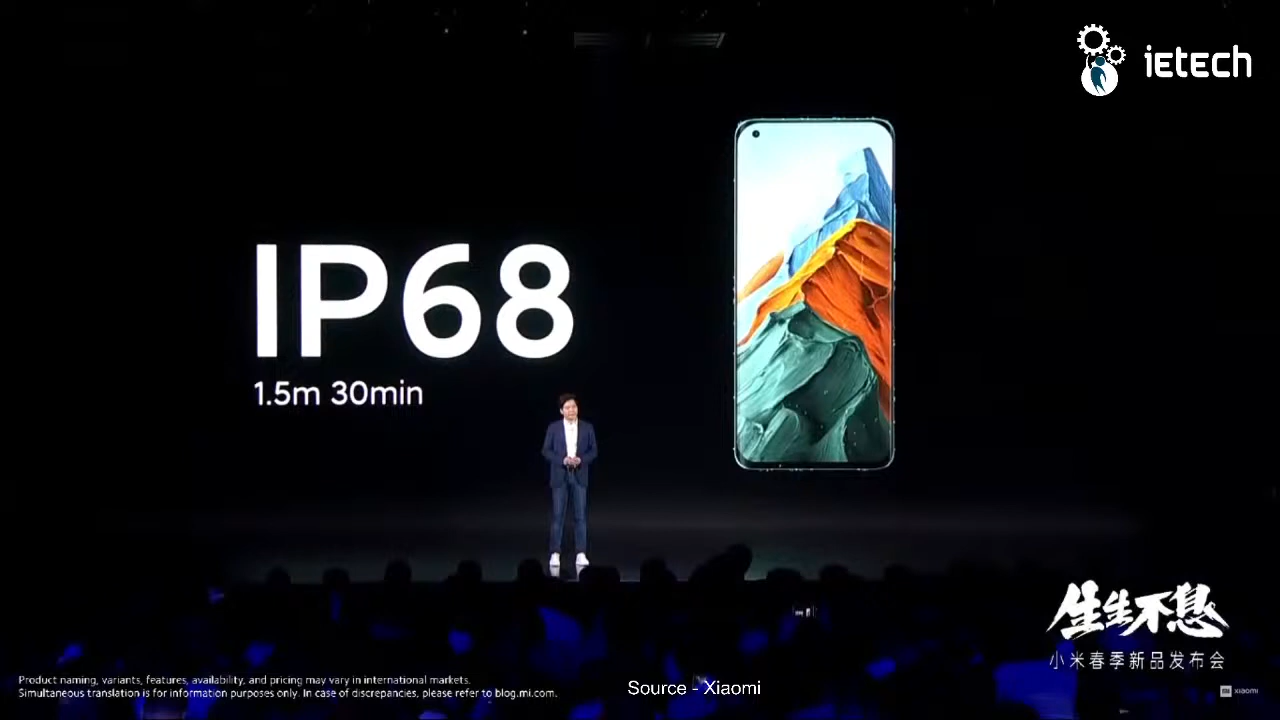 ietech
IP68
1.5m 30min
生生不息
小米春季新品发布会
Product naming, variants, features, availability, and pricing may vary in international markets.
Simultaneous translation is for information purposes only. In case of discrepancies, please refer to blog.mi.com.
Source - Xiaomi
mi xiaomi